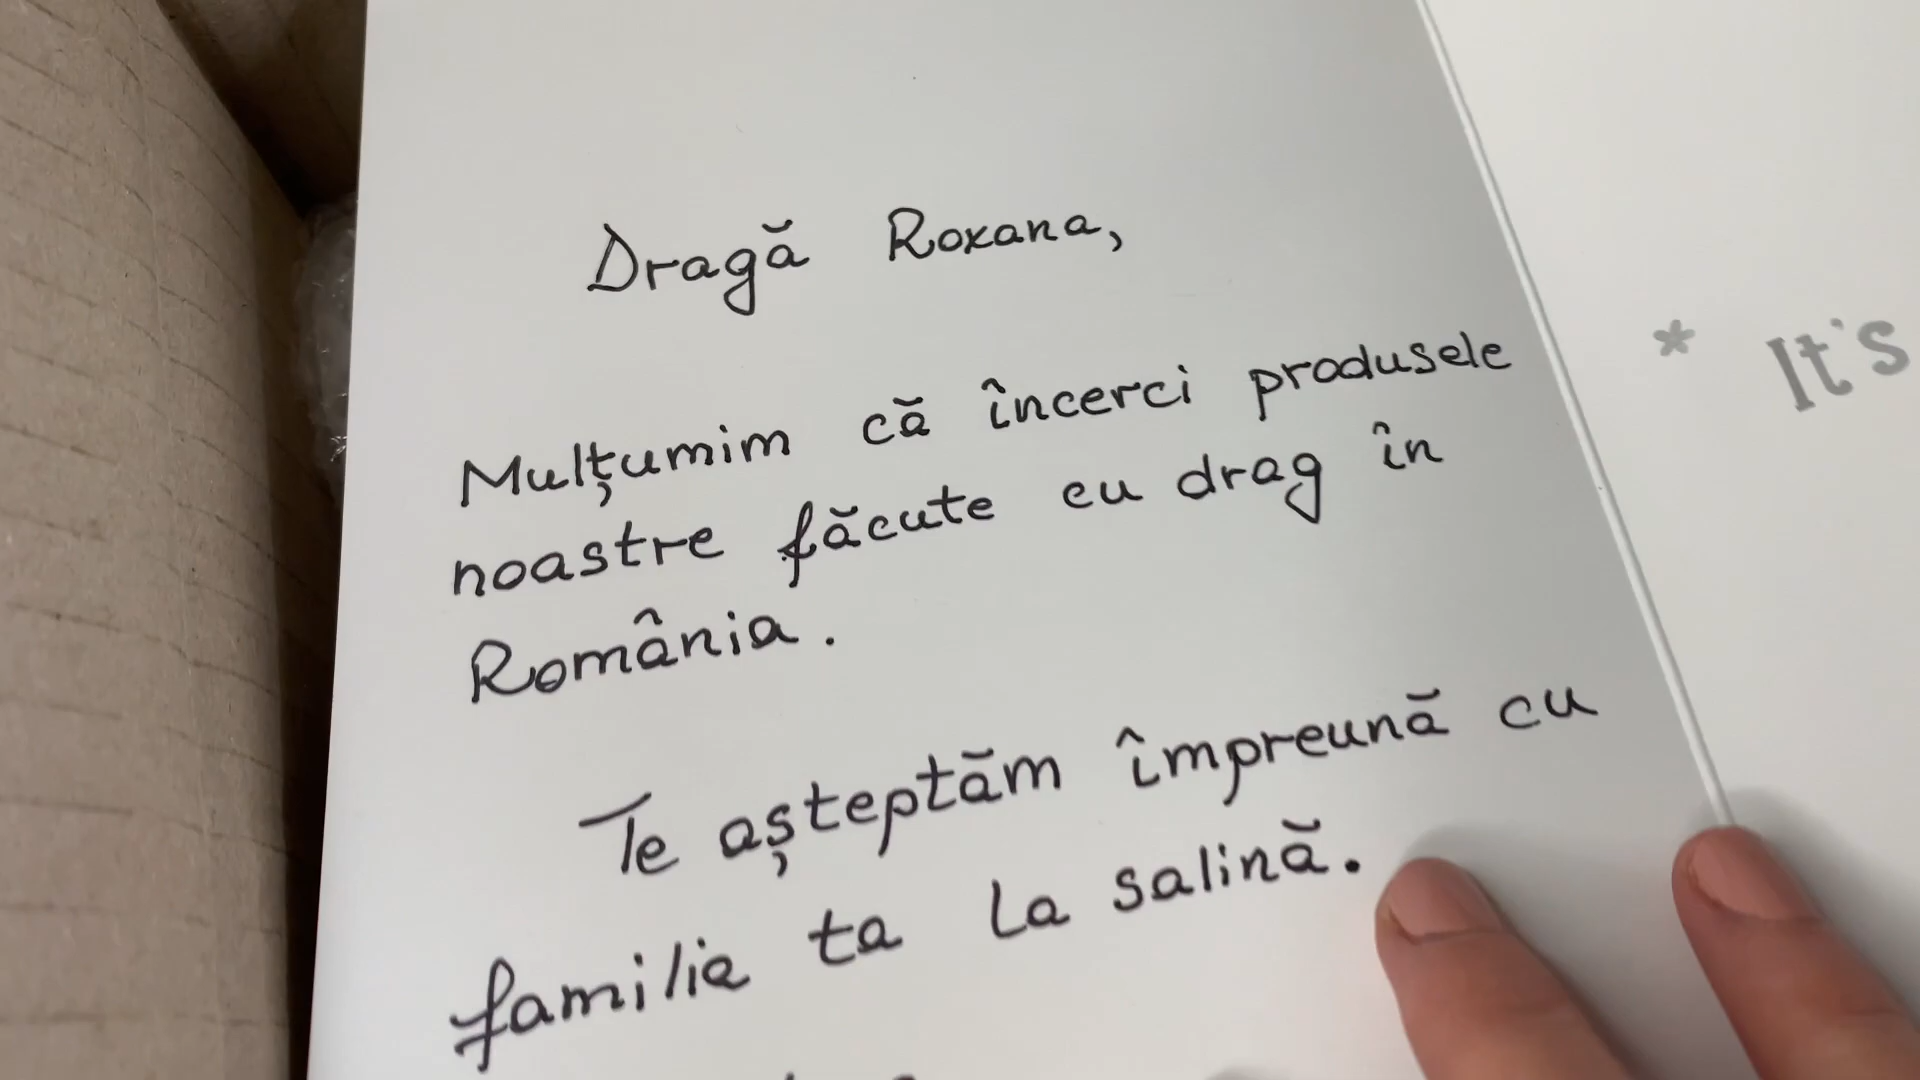 Dragă Roxana,
Mulțumim că încerci produsele
noastre făcute cu drag în
România.
Te așteptăm împreună cu
familia ta la salină.
* It's